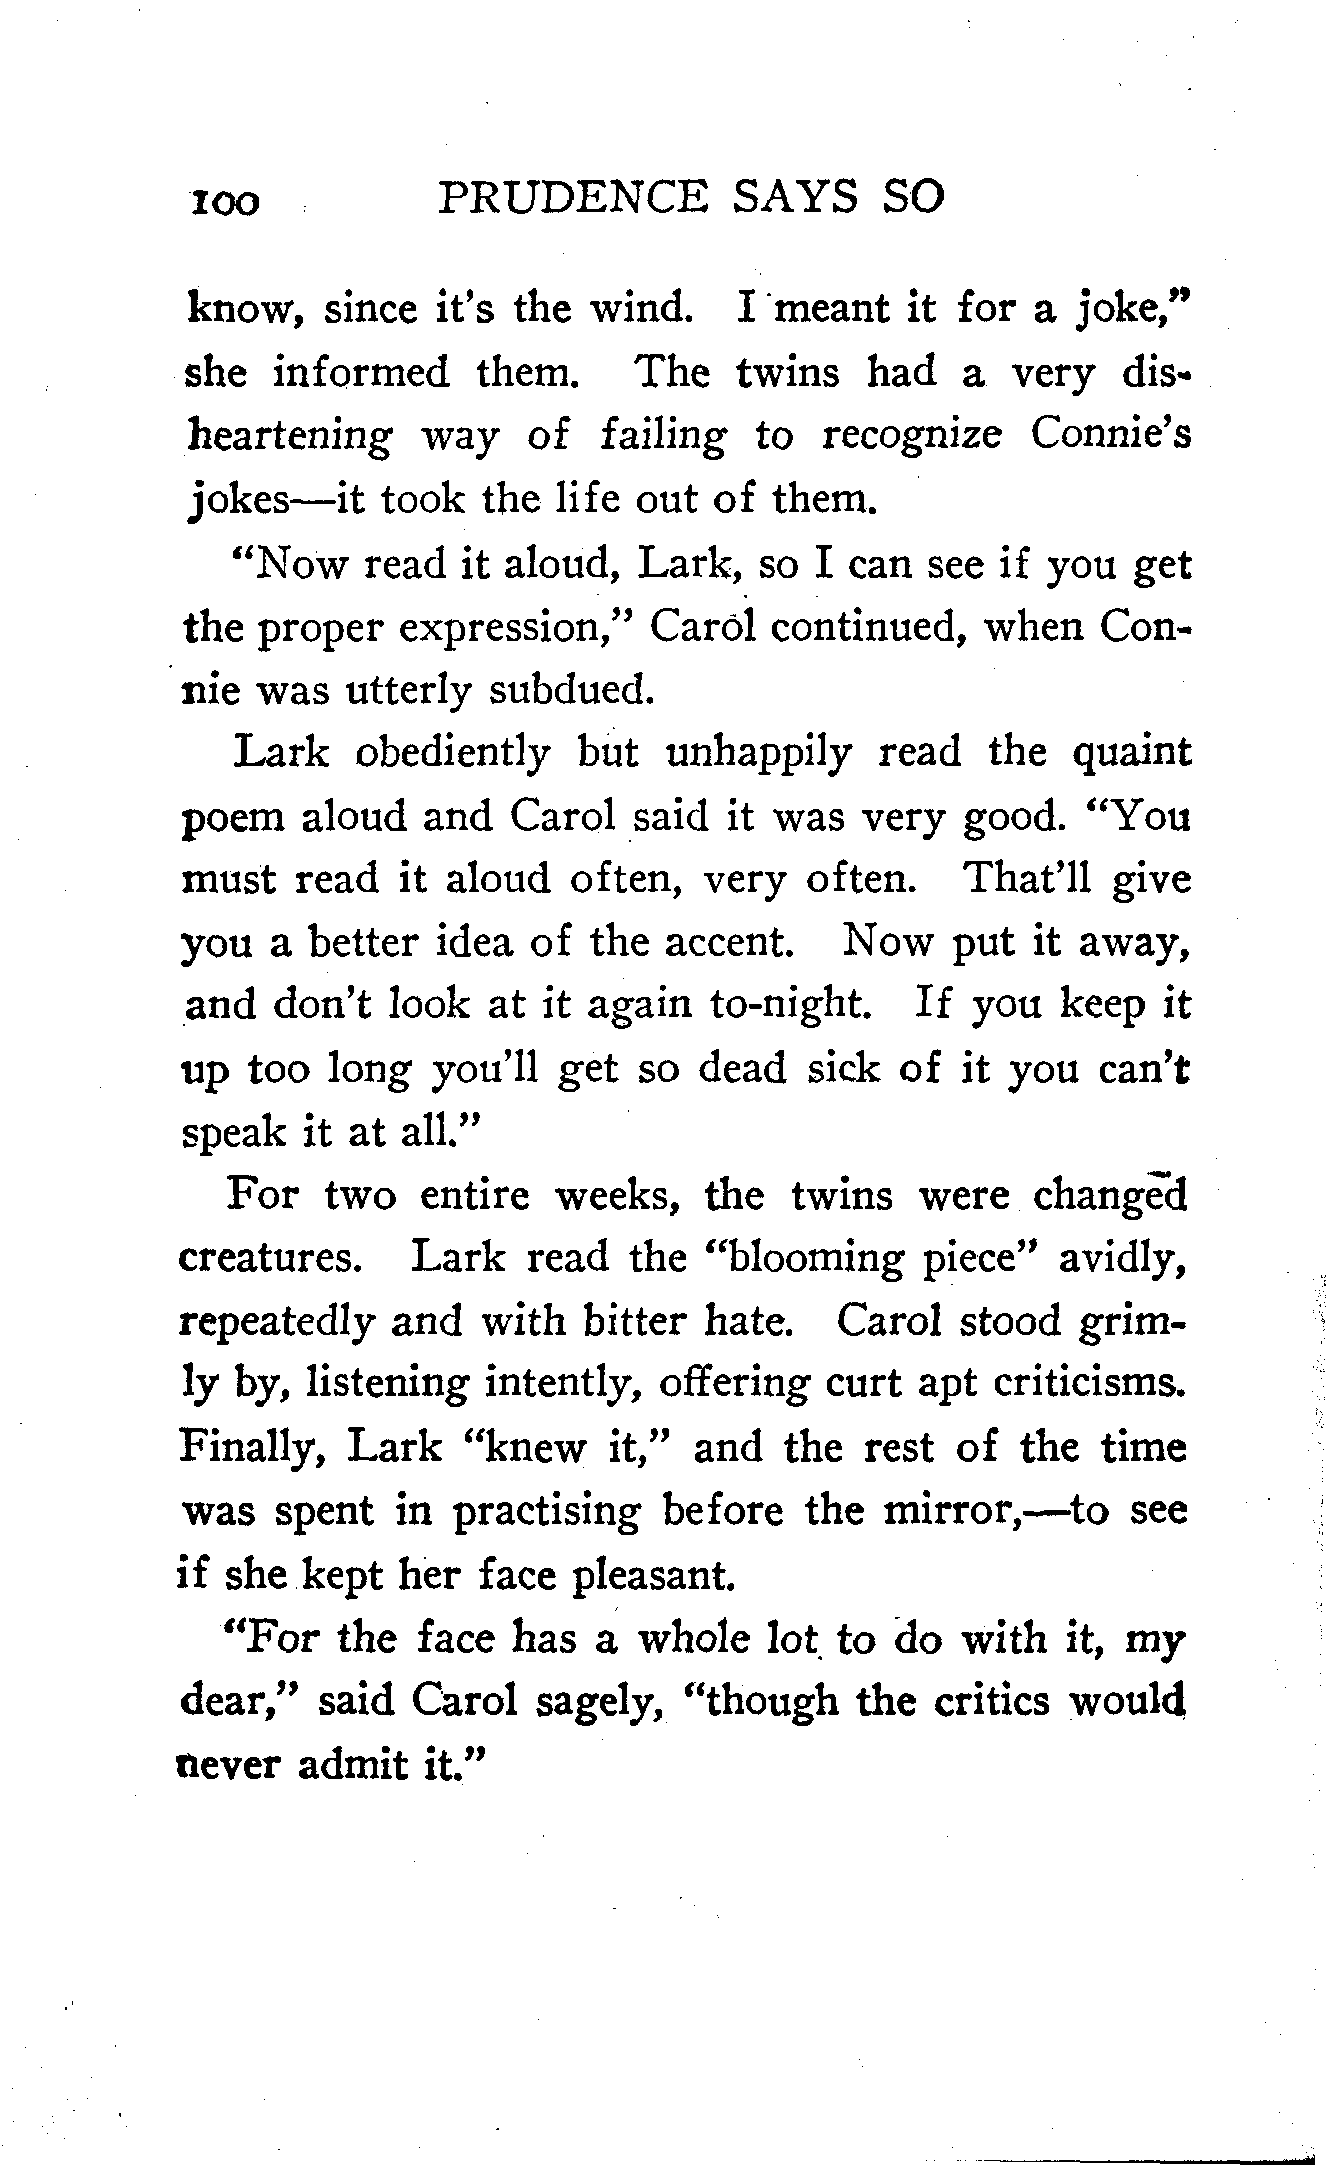 100 PRUDENCE SAYS SO
know, since it's the wind. I meant it for a joke,"
she informed them. The twins had a very dis-
heartening way of failing to recognize Connie's
jokes—it took the life out of them.
"Now read it aloud, Lark, so I can see if you get
the proper expression," Carol continued, when Con-
nie was utterly subdued.
Lark obediently but unhappily read the quaint
poem aloud and Carol said it was very good. "You
must read it aloud often, very often. That'll give
you a better idea of the accent. Now put it away,
and don't look at it again to-night. If you keep it
up too long you'll get so dead sick of it you can't
speak it at all."
For two entire weeks, the twins were changed
creatures. Lark read the "blooming piece" avidly,
repeatedly and with bitter hate. Carol stood grim-
ly by, listening intently, offering curt apt criticisms.
Finally, Lark "knew it," and the rest of the time
was spent in practising before the mirror,—to see
if she kept her face pleasant.
"For the face has a whole lot to do with it, my
dear," said Carol sagely, "though the critics would
never admit it."